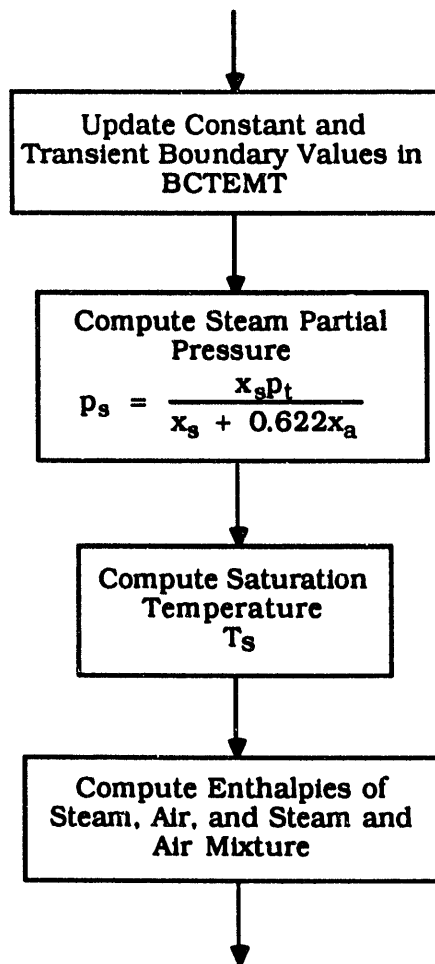 Update Constant and
Transient Boundary Values in
BCTEMT
Compute Steam Partial
Pressure
p_s = \frac{x_s p_t}{x_s + 0.622x_a}
Compute Saturation
Temperature
T_s
Compute Enthalpies of
Steam, Air, and Steam and
Air Mixture